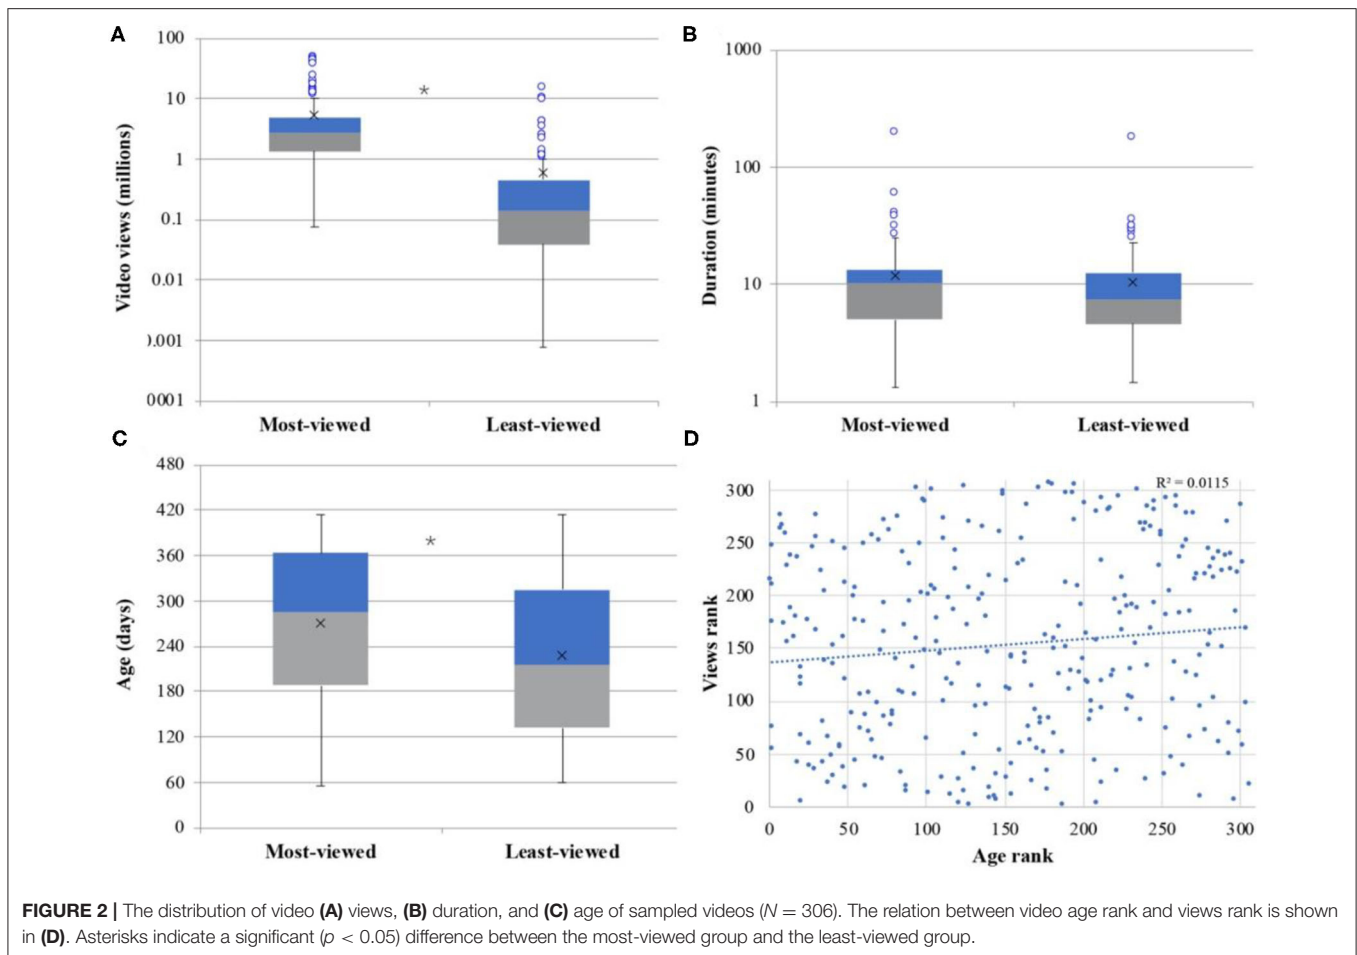 A
Video views (millions)
100
10
1
0.1
0.01
0.001
0001
*
Most-viewed
Least-viewed
B
Duration (minutes)
1000
100
10
1
Most-viewed
Least-viewed
C
Age (days)
480
420
360
300
240
180
120
60
0
*
Most-viewed
Least-viewed
D
Views rank
R² = 0.0115
300
250
200
150
100
50
0
0 50 100 150 200 250 300
Age rank
FIGURE 2 | The distribution of video (A) views, (B) duration, and (C) age of sampled videos (N = 306). The relation between video age rank and views rank is shown
in (D). Asterisks indicate a significant (p < 0.05) difference between the most-viewed group and the least-viewed group.